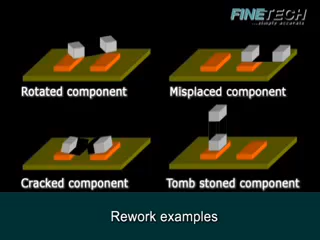 FINETECH
...simply accurate
Rotated component
Misplaced component
Cracked component
Tomb stoned component
Rework examples